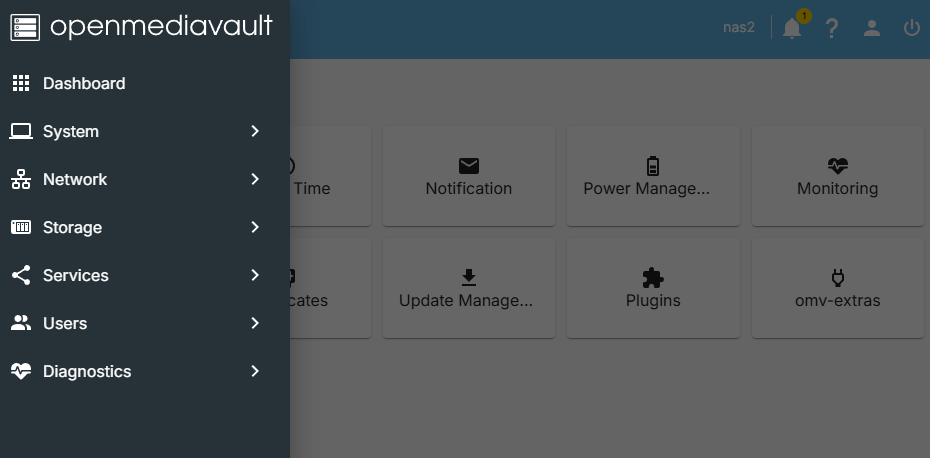 openmediavault
nas2
1
Dashboard
System
Network
Storage
Services
Users
Diagnostics
Time
Notification
Power Manage...
Monitoring
cates
Update Manage...
Plugins
omv-extras